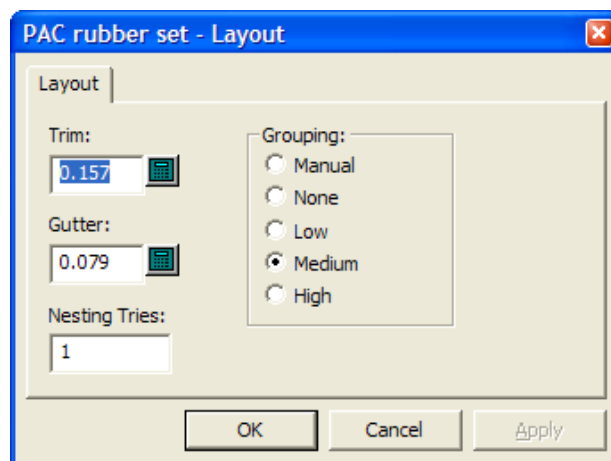 PAC rubber set - Layout
Layout
Trim:
0.157
Gutter:
0.079
Nesting Tries:
1
Grouping:
Manual
None
Low
Medium
High
OK
Cancel
Apply